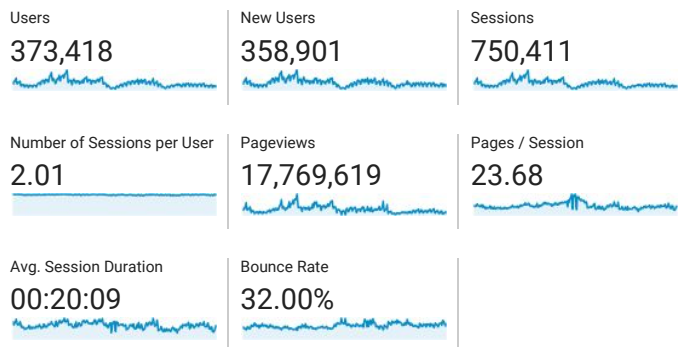 Users
373,418
New Users
358,901
Sessions
750,411
Number of Sessions per User
2.01
Pageviews
17,769,619
Pages / Session
23.68
Avg. Session Duration
00:20:09
Bounce Rate
32.00%